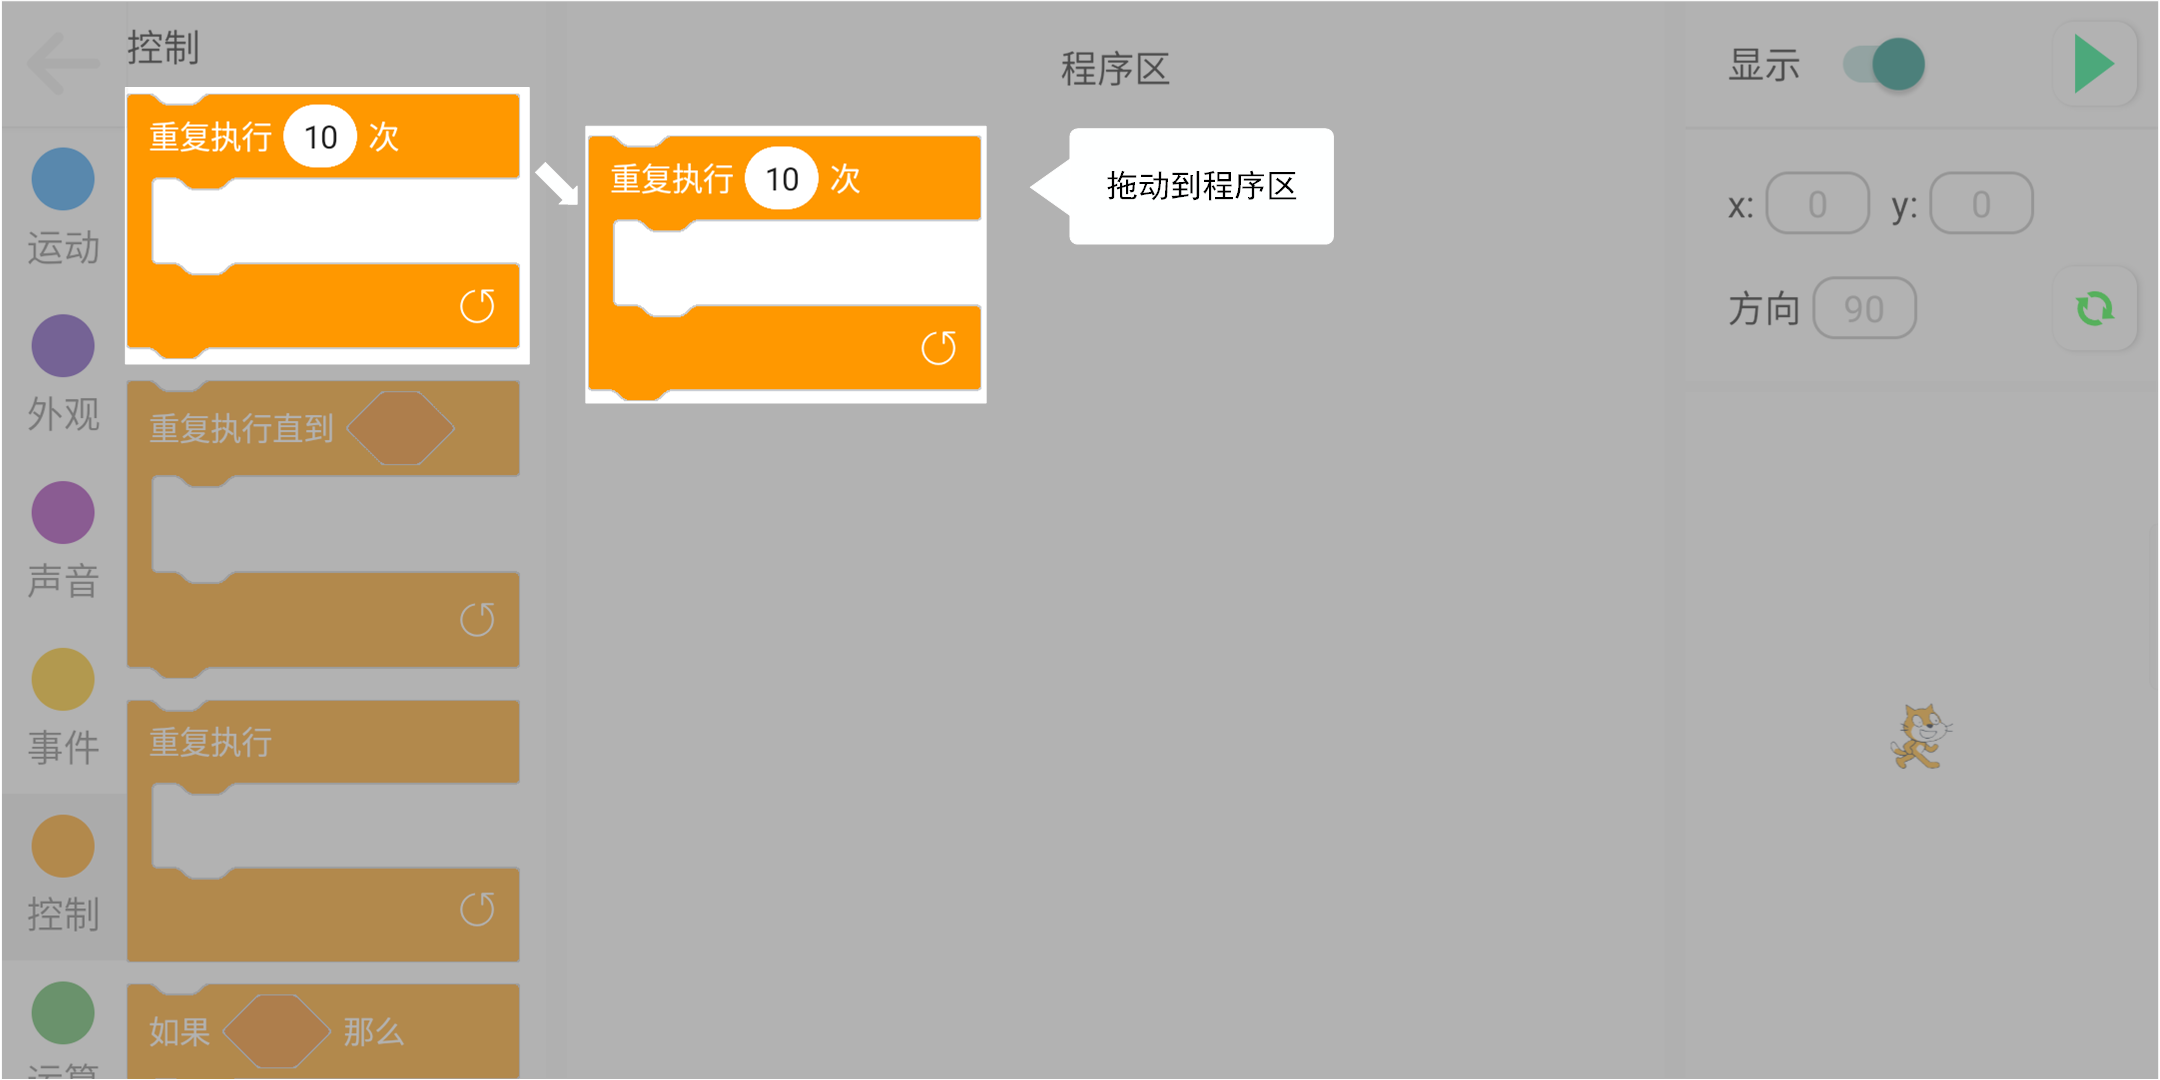 控制
程序区
显示
重复执行 10 次
重复执行 10 次
拖动到程序区
x: 0 y: 0
方向 90
运动
外观
声音
事件
控制
运算
重复执行直到
重复执行
如果 那么